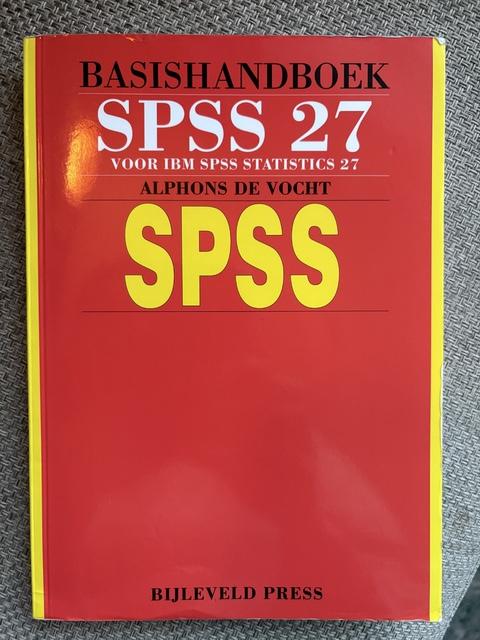 BASISHANDBOEK
SPSS 27
VOOR IBM SPSS STATISTICS 27
ALPHONS DE VOCHT
SPSS
BIJLEVELD PRESS